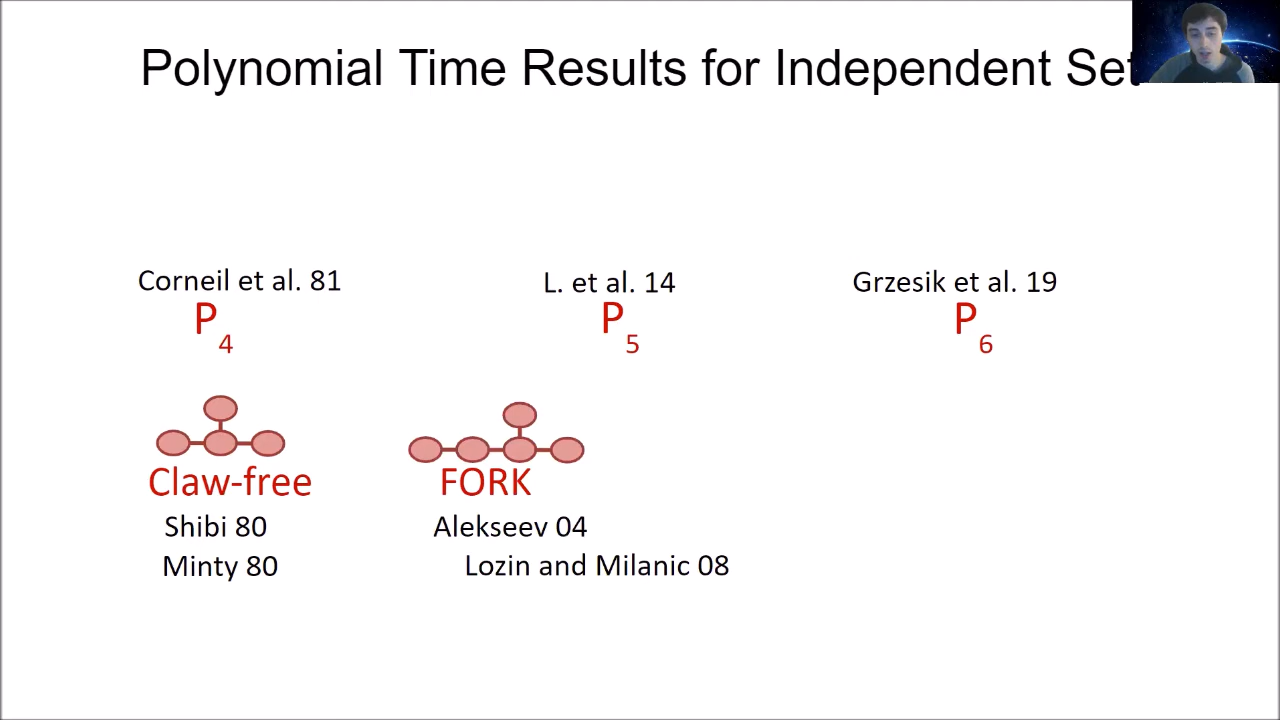 Polynomial Time Results for Independent Set
Corneil et al. 81
L. et al. 14
Grzesik et al. 19
P4
P5
P6
Claw-free
FORK
Shibi 80
Alekseev 04
Minty 80
Lozin and Milanic 08